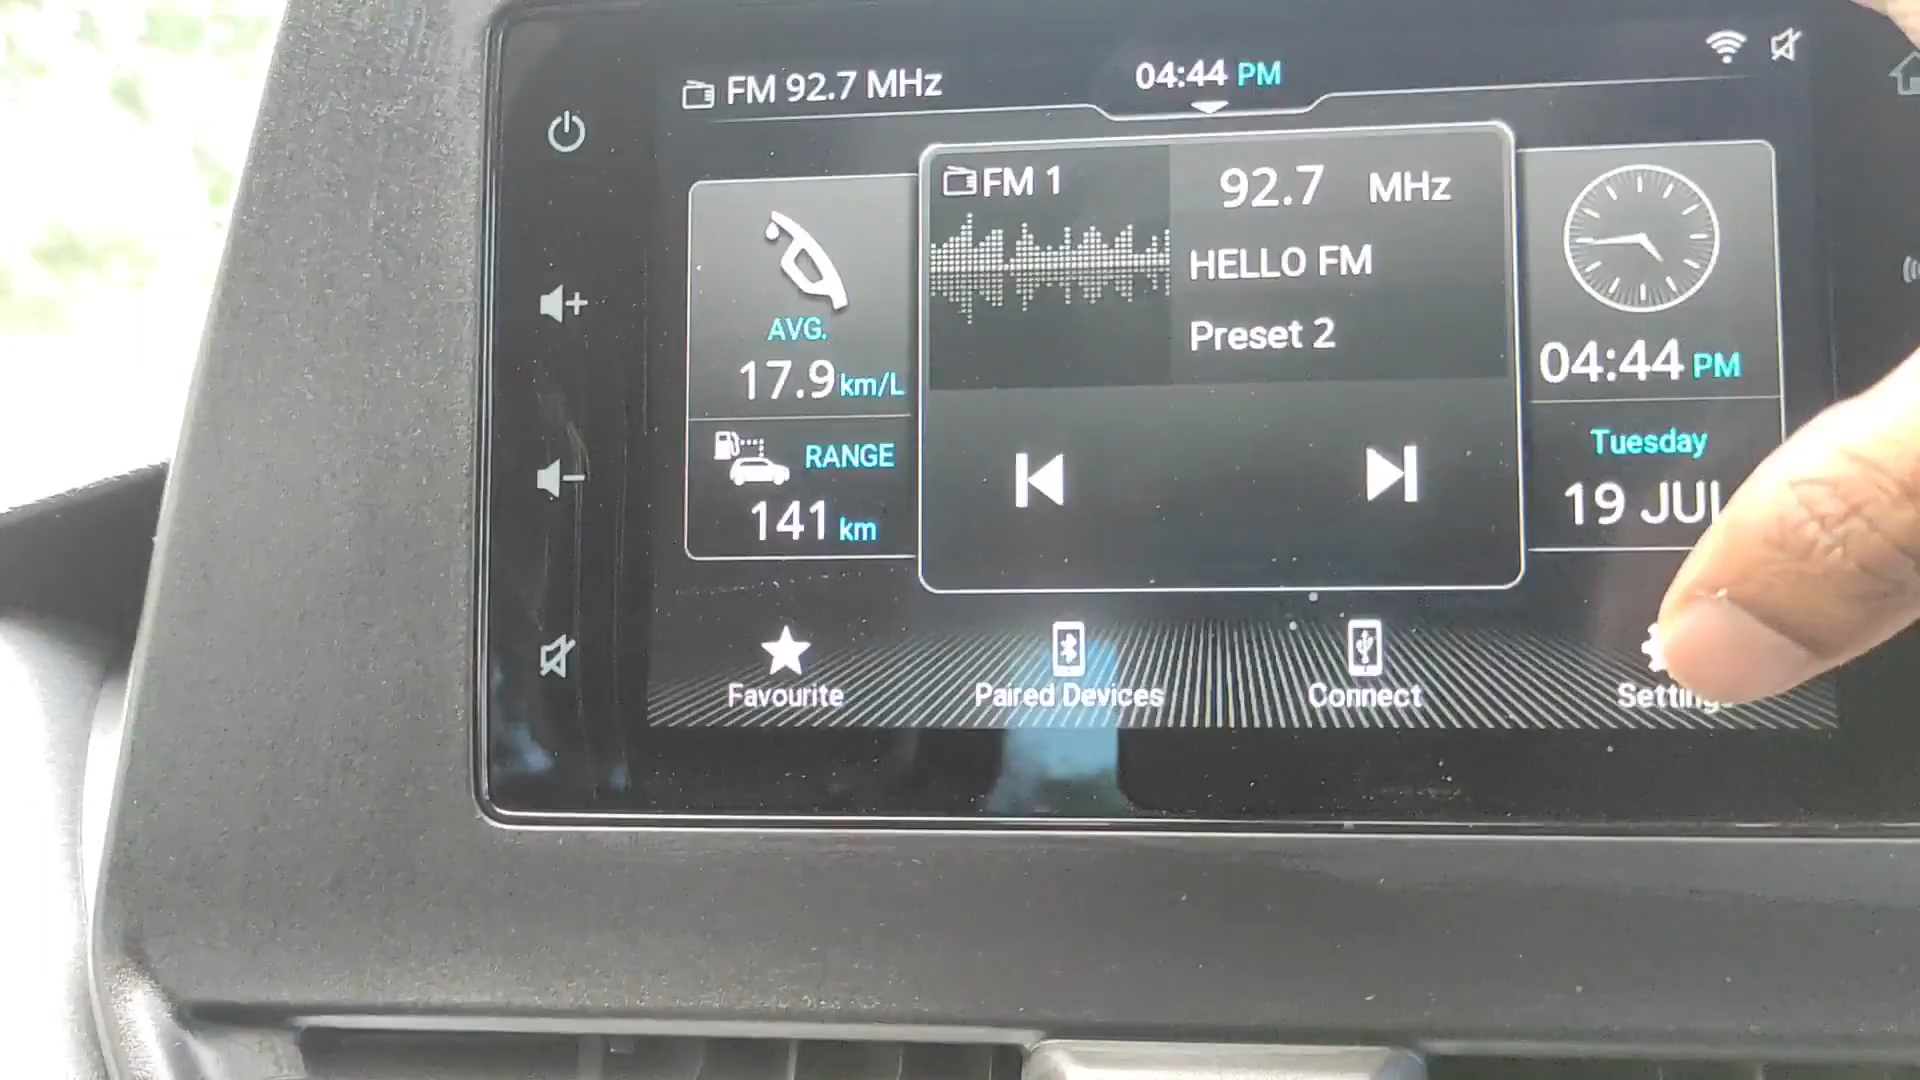 FM 92.7 MHz
04:44 PM
FM 1
92.7 MHz
HELLO FM
Preset 2
AVG.
17.9 km/L
RANGE
141 km
04:44 PM
Tuesday
19 JUL
Favourite
Paired Devices
Connect
Settings